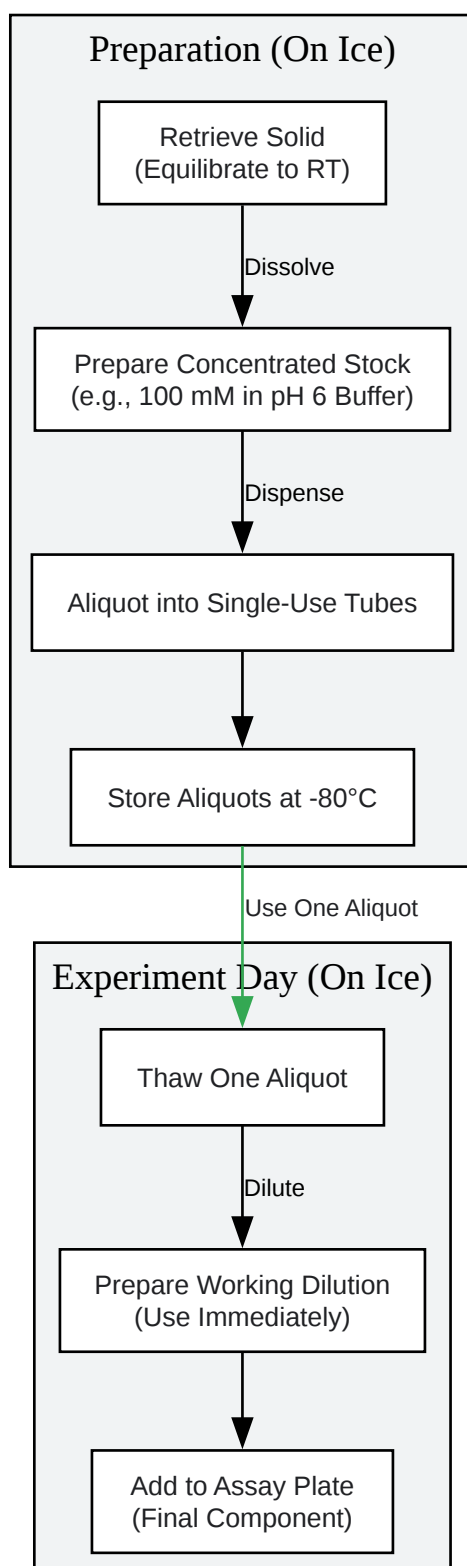 Preparation (On Ice)
Retrieve Solid
(Equilibrate to RT)
Dissolve
Prepare Concentrated Stock
(e.g., 100 mM in pH 6 Buffer)
Dispense
Aliquot into Single-Use Tubes
Store Aliquots at -80°C
Use One Aliquot
Experiment Day (On Ice)
Thaw One Aliquot
Dilute
Prepare Working Dilution
(Use Immediately)
Add to Assay Plate
(Final Component)